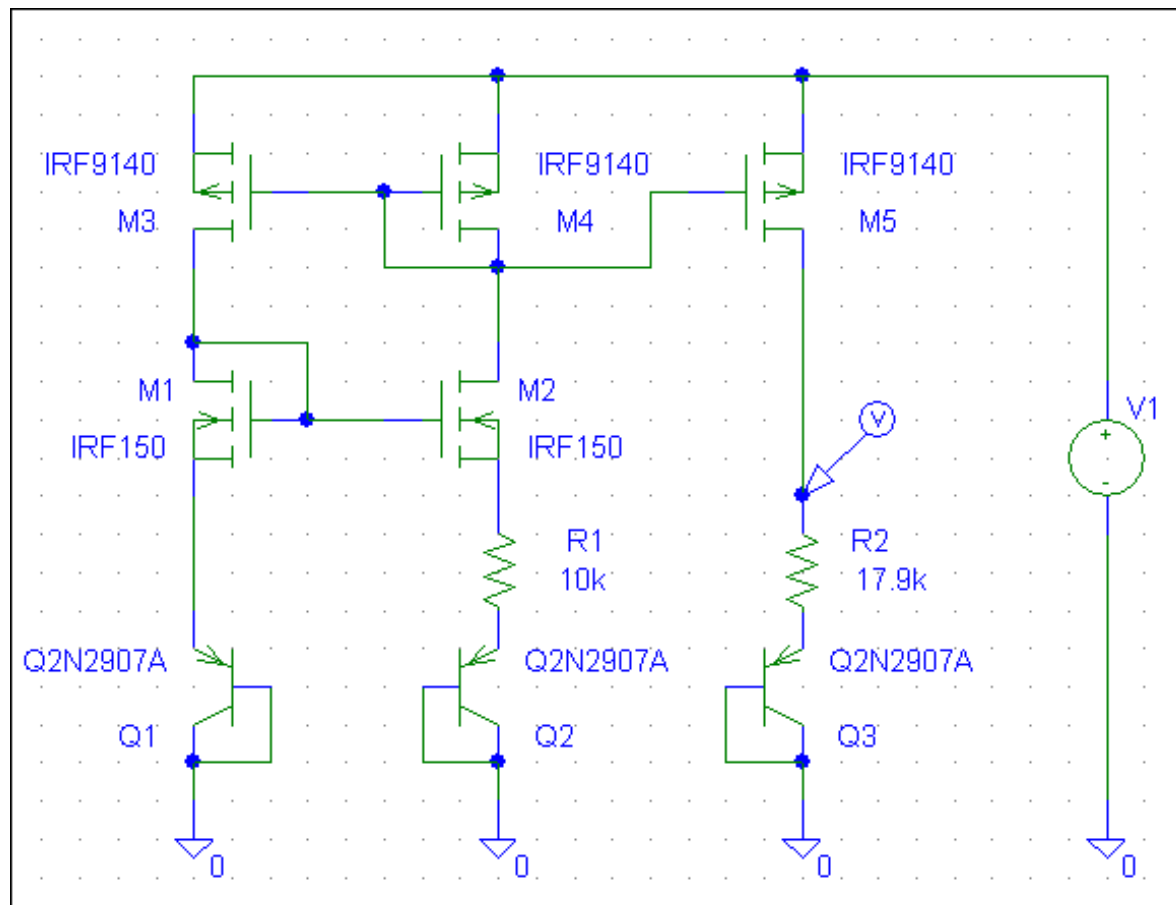 IRF9140
M3
IRF9140
M4
IRF9140
M5
M1
IRF150
M2
IRF150
V
V1
+
-
R1
10k
R2
17.9k
Q2N2907A
Q1
Q2N2907A
Q2
Q2N2907A
Q3
0
0
0
0